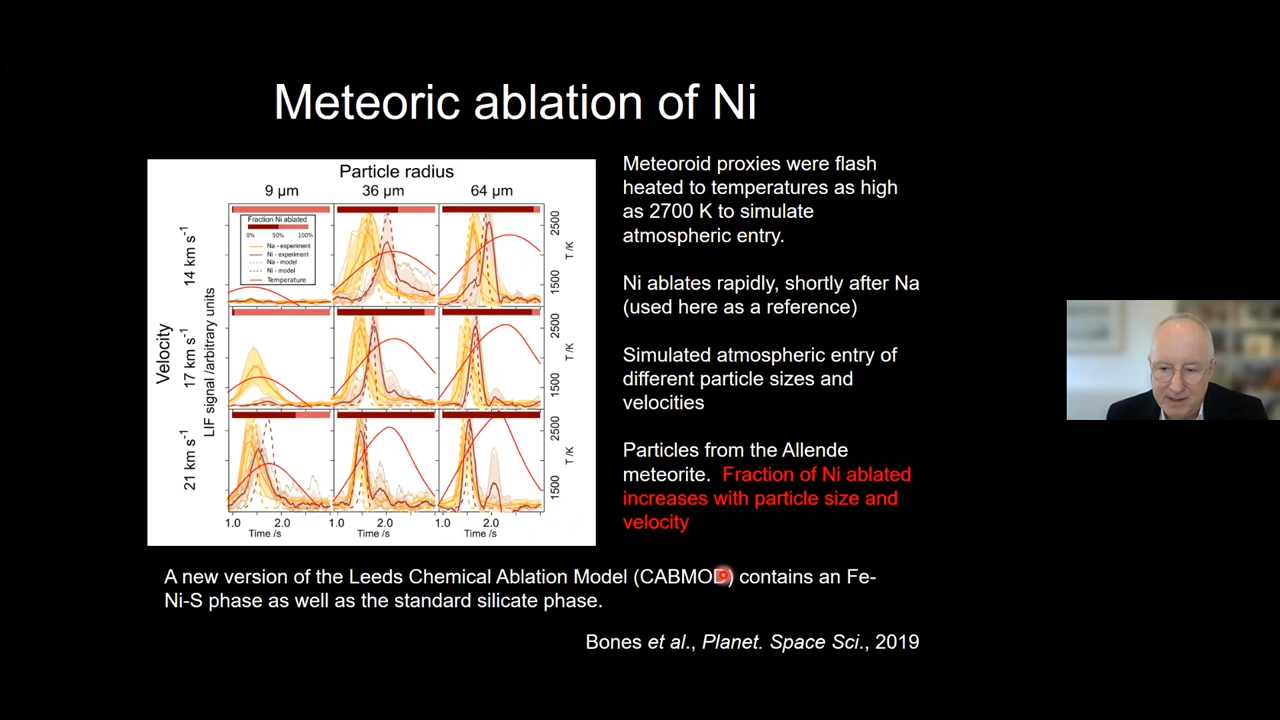 Meteoric ablation of Ni
Particle radius
9 μm 36 μm 64 μm
Fraction Ni ablated
0% 50% 100%
Na - experiment
Ni - experiment
Na - model
Ni - model
Temperature
Velocity
14 km s-1
17 km s-1
21 km s-1
LIF signal /arbitrary units
2500
1500
T /K
2500
1500
T /K
2500
1500
T /K
1.0 2.0 1.0 2.0 1.0 2.0
Time /s Time /s Time /s
Meteoroid proxies were flash
heated to temperatures as high
as 2700 K to simulate
atmospheric entry.
Ni ablates rapidly, shortly after Na
(used here as a reference)
Simulated atmospheric entry of
different particle sizes and
velocities
Particles from the Allende
meteorite. Fraction of Ni ablated
increases with particle size and
velocity
A new version of the Leeds Chemical Ablation Model (CABMOD) contains an Fe-
Ni-S phase as well as the standard silicate phase.
Bones et al., Planet. Space Sci., 2019